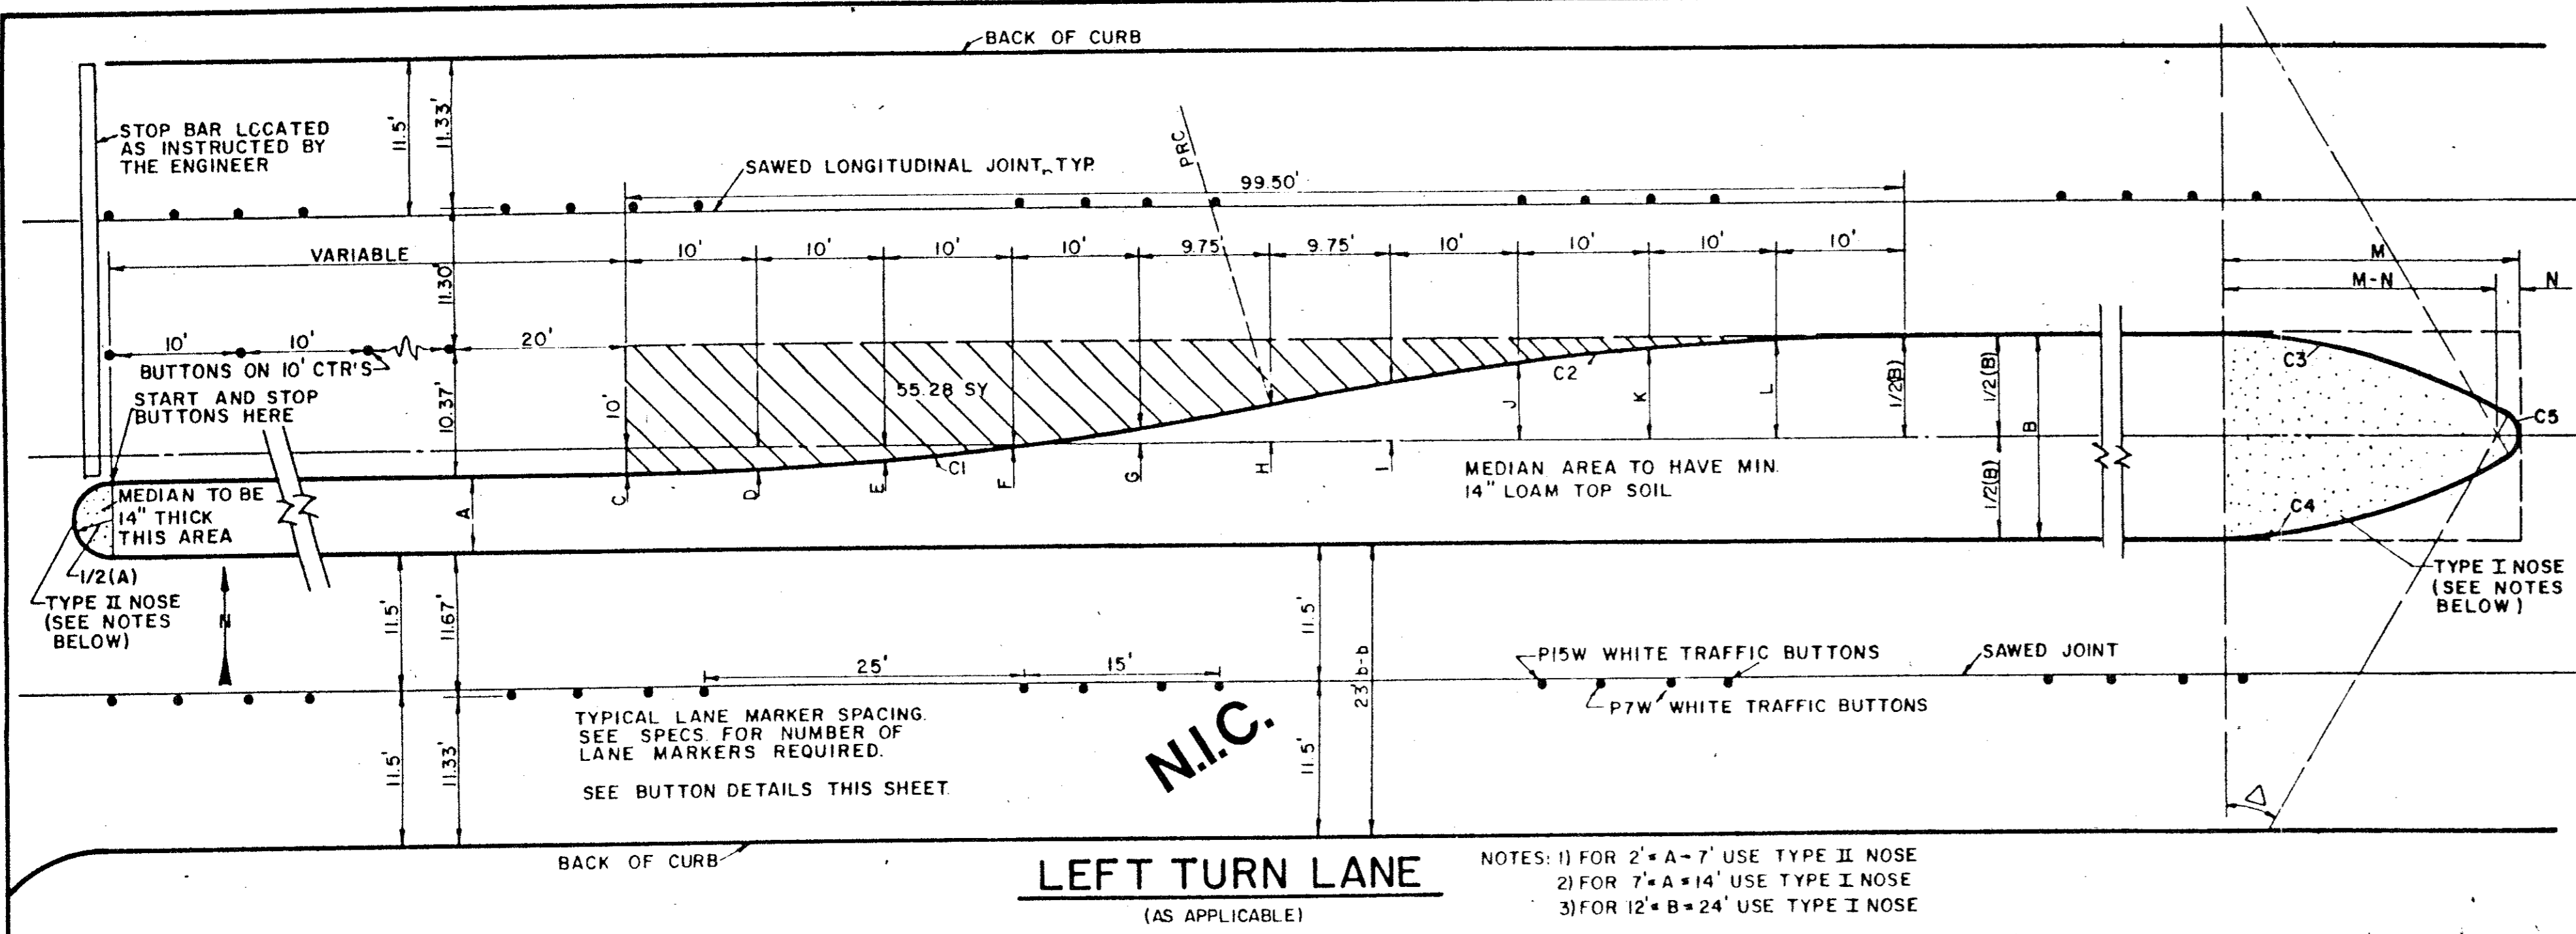 BACK OF CURB
STOP BAR LOCATED
AS INSTRUCTED BY
THE ENGINEER
11.5'
11.33'
SAWED LONGITUDINAL JOINT, TYP.
PRC
99.50'
VARIABLE
11.30'
10'
10'
10'
10'
9.75'
9.75'
10'
10'
10'
10'
M
M-N
N
10'
10'
20'
BUTTONS ON 10' CTR'S
START AND STOP
BUTTONS HERE
10.37'
10'
55.28 SY
C1
C2
C3
C4
C5
C
D
E
F
G
H
I
J
K
L
1/2(B)
1/2(B)
1/2(B)
B
A
MEDIAN TO BE
14" THICK
THIS AREA
MEDIAN AREA TO HAVE MIN.
14" LOAM TOP SOIL
1/2(A)
TYPE II NOSE
(SEE NOTES
BELOW)
N
TYPE I NOSE
(SEE NOTES
BELOW)
11.5'
11.67'
11.5'
23' b-b
25'
15'
P15W WHITE TRAFFIC BUTTONS
SAWED JOINT
P7W WHITE TRAFFIC BUTTONS
TYPICAL LANE MARKER SPACING.
SEE SPECS. FOR NUMBER OF
LANE MARKERS REQUIRED.
SEE BUTTON DETAILS THIS SHEET.
N.I.C.
11.5'
11.33'
11.5'
Δ
BACK OF CURB
LEFT TURN LANE
(AS APPLICABLE)
NOTES: 1) FOR 2' A 7' USE TYPE II NOSE
2) FOR 7' A 14' USE TYPE I NOSE
3) FOR 12' B 24' USE TYPE I NOSE